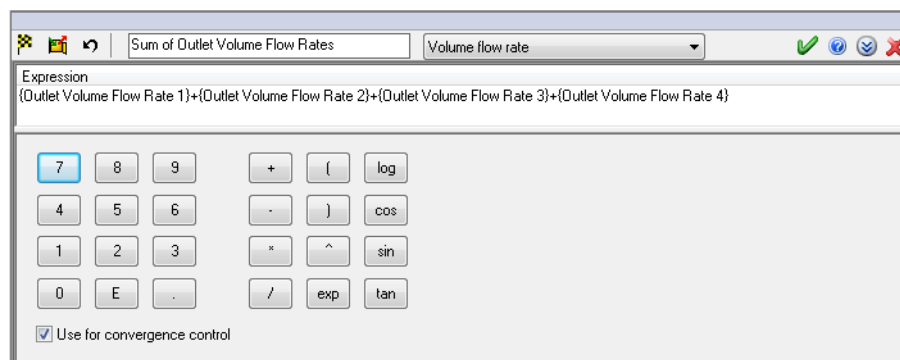 Sum of Outlet Volume Flow Rates Volume flow rate
Expression
{Outlet Volume Flow Rate 1}+{Outlet Volume Flow Rate 2}+{Outlet Volume Flow Rate 3}+{Outlet Volume Flow Rate 4}
7 8 9 + ( log
4 5 6 - ) cos
1 2 3 * ^ sin
0 E . / exp tan
Use for convergence control